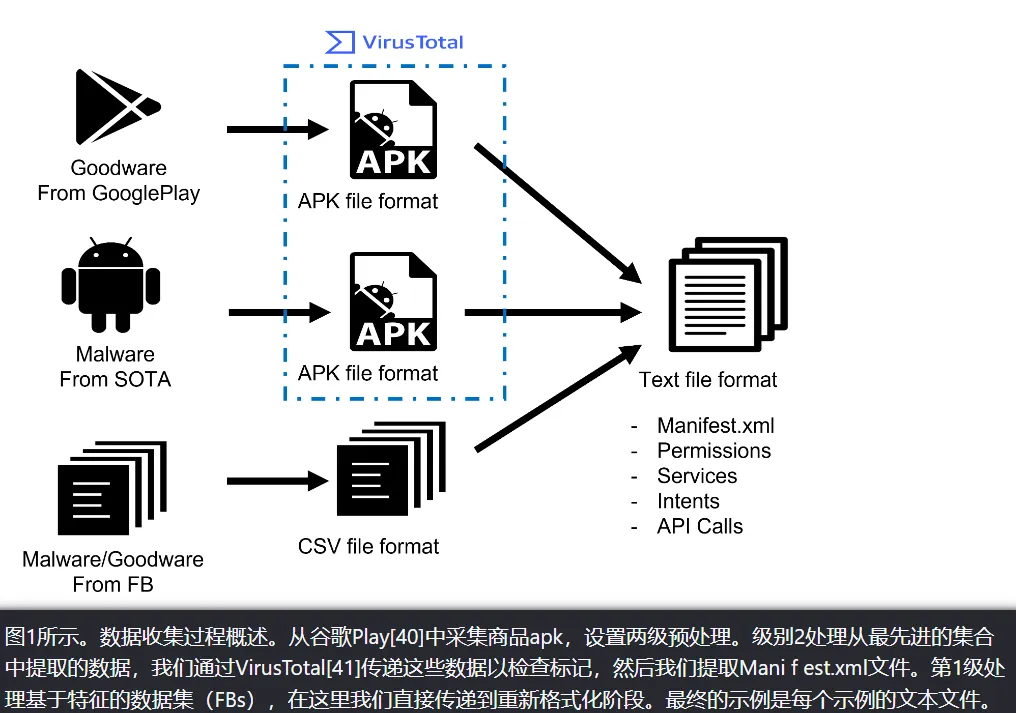 VirusTotal
Goodware
From GooglePlay
APK
APK file format
Malware
From SOTA
APK
APK file format
Text file format
- Manifest.xml
- Permissions
- Services
- Intents
- API Calls
Malware/Goodware
From FB
CSV file format
图1所示。数据收集过程概述。从谷歌Play[40]中采集商品apk，设置两级预处理。级别2处理从最先进的集合
中提取的数据，我们通过VirusTotal[41]传递这些数据以检查标记，然后我们提取Mani f est.xml文件。第1级处
理基于特征的数据集（FBs），在这里我们直接传递到重新格式化阶段。最终的示例是每个示例的文本文件。